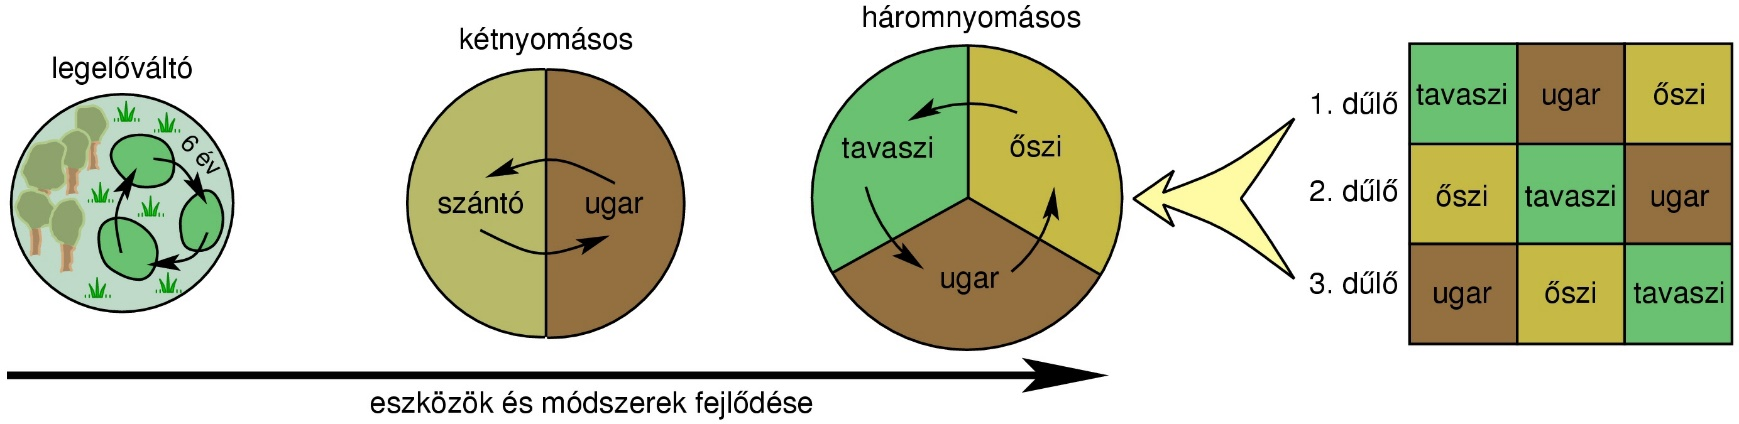 legelőváltó
6 év
kétnyomásos
szántó
ugar
háromnyomásos
tavaszi
őszi
ugar
1. dűlő
tavaszi
ugar
őszi
2. dűlő
őszi
tavaszi
ugar
3. dűlő
ugar
őszi
tavaszi
eszközök és módszerek fejlődése